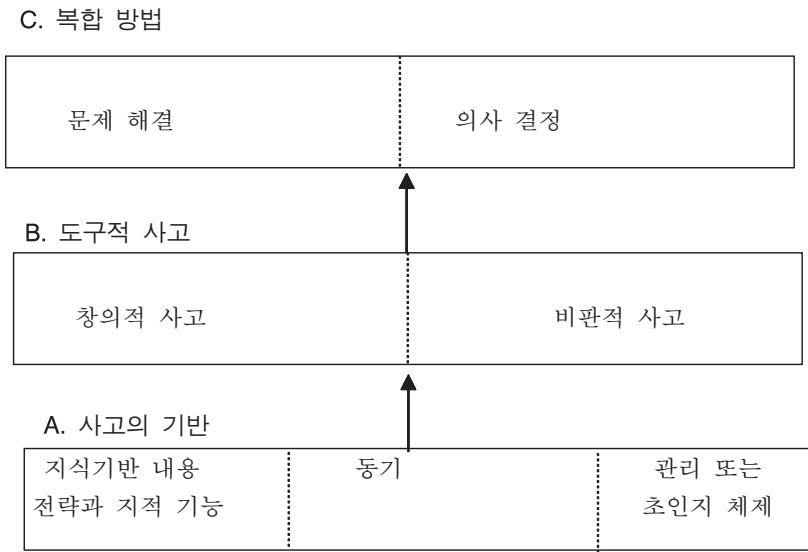 C. 복합 방법
문제 해결 의사 결정
B. 도구적 사고
창의적 사고 비판적 사고
A. 사고의 기반
지식기반 내용 동기 관리 또는
전략과 지적 기능 초인지 체제